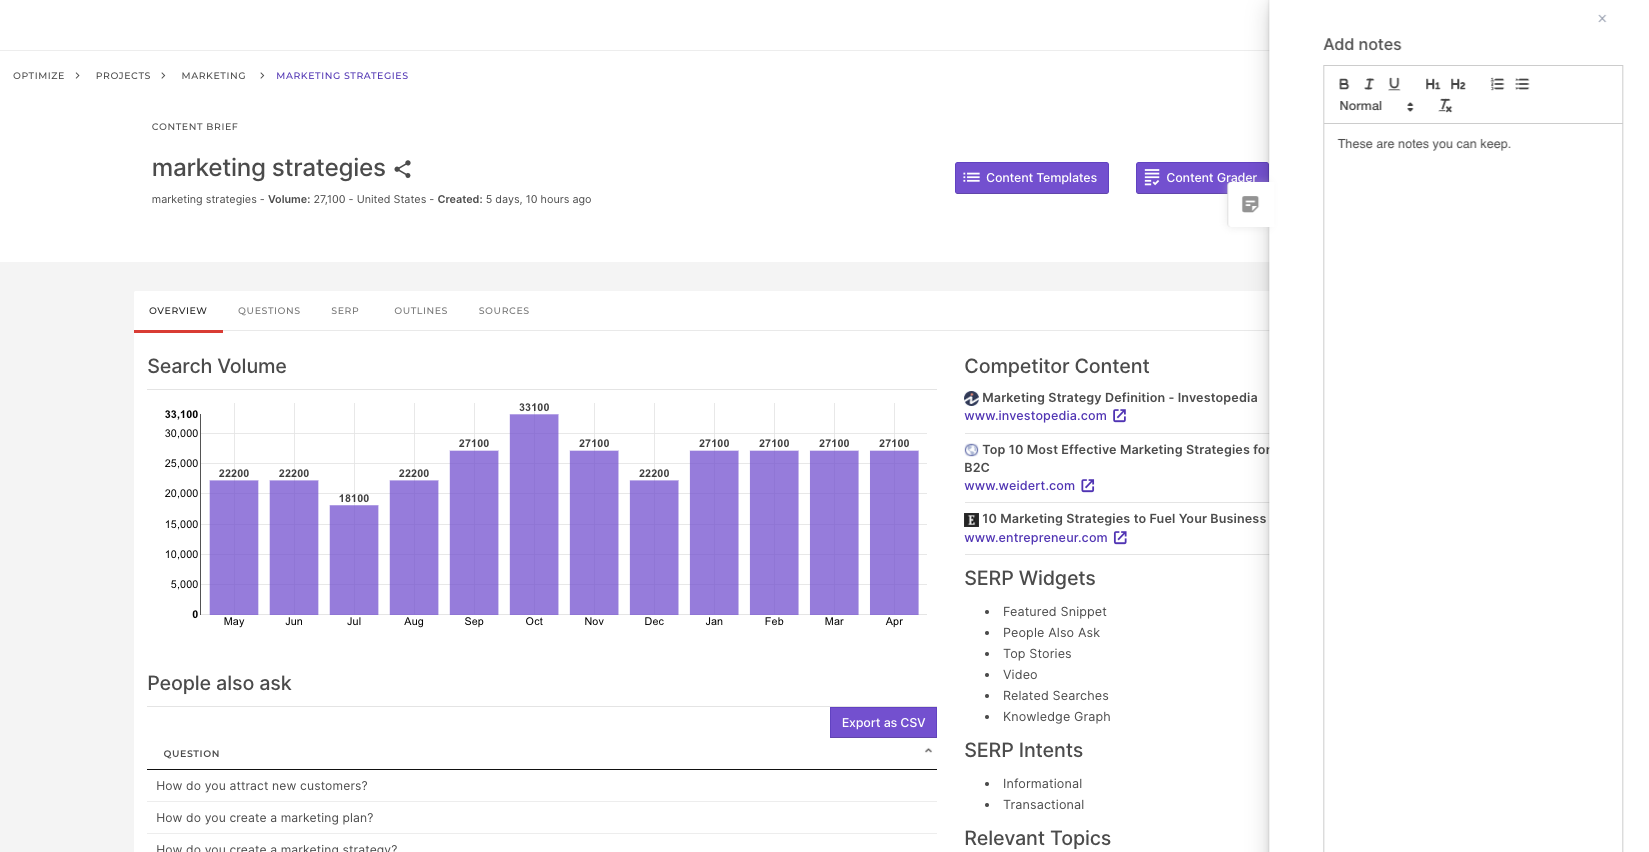 OPTIMIZE > PROJECTS > MARKETING > MARKETING STRATEGIES
CONTENT BRIEF
marketing strategies
marketing strategies - Volume: 27,100 - United States - Created: 5 days, 10 hours ago
Content Templates
Content Grader
OVERVIEW QUESTIONS SERP OUTLINES SOURCES
Search Volume
33,100
30,000
25,000
20,000
15,000
10,000
5,000
0
22200 22200 18100 22200 27100 33100 27100 22200 27100 27100 27100 27100
May Jun Jul Aug Sep Oct Nov Dec Jan Feb Mar Apr
People also ask
Export as CSV
QUESTION
How do you attract new customers?
How do you create a marketing plan?
How do you create a marketing strategy?
Competitor Content
Marketing Strategy Definition - Investopedia
www.investopedia.com
Top 10 Most Effective Marketing Strategies for
B2C
www.weidert.com
E 10 Marketing Strategies to Fuel Your Business
www.entrepreneur.com
SERP Widgets
• Featured Snippet
• People Also Ask
• Top Stories
• Video
• Related Searches
• Knowledge Graph
SERP Intents
• Informational
• Transactional
Relevant Topics
×
Add notes
B I U H1 H2
Normal Tx
These are notes you can keep.